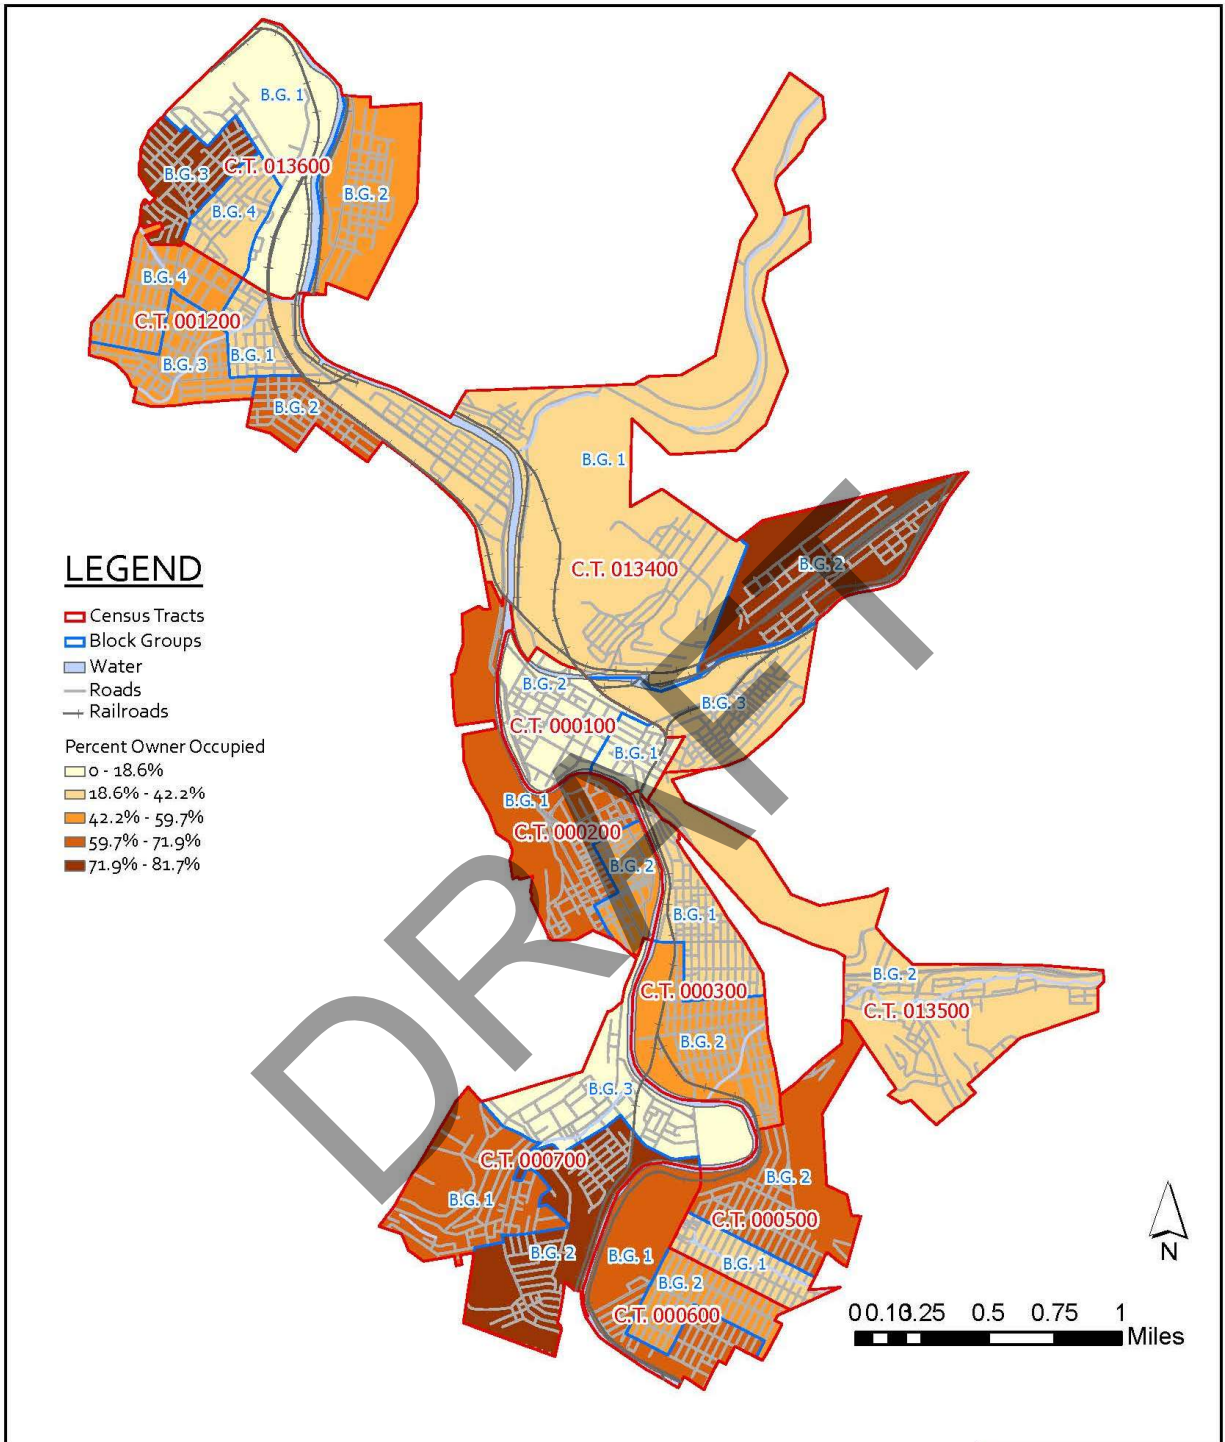 B.G. 1
B.G. 3
C.T. 013600
B.G. 2
B.G. 4
B.G. 4
C.T. 001200
B.G. 3
B.G. 1
B.G. 2
B.G. 1
C.T. 013400
B.G. 2
LEGEND
Census Tracts
Block Groups
Water
Roads
Railroads
Percent Owner Occupied
0 - 18.6%
18.6% - 42.2%
42.2% - 59.7%
59.7% - 71.9%
71.9% - 81.7%
B.G. 2
B.G. 3
C.T. 000100
B.G. 1
B.G. 1
C.T. 000200
B.G. 2
B.G. 1
B.G. 2
C.T. 000300
C.T. 013500
B.G. 2
B.G. 3
C.T. 000700
B.G. 2
B.G. 1
C.T. 000500
B.G. 2
B.G. 1
B.G. 1
B.G. 2
C.T. 000600
DRAFT
N
0 0.10.25 0.5 0.75 1
Miles